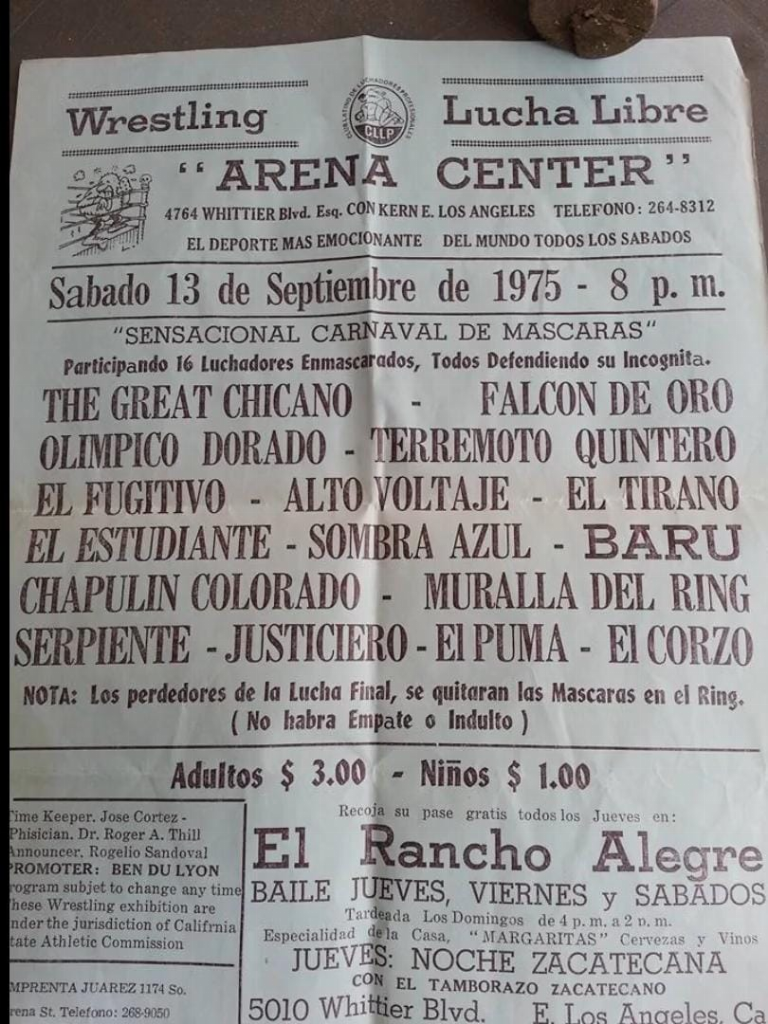 Wrestling Lucha Libre
CLUB LATINO DE LUCHADORES PROFESIONALES
CLLP
"ARENA CENTER"
4764 WHITTIER Blvd. Esq. CON KERN E. LOS ANGELES TELEFONO: 264-8312
EL DEPORTE MAS EMOCIONANTE DEL MUNDO TODOS LOS SABADOS
Sabado 13 de Septiembre de 1975 - 8 p. m.
"SENSACIONAL CARNAVAL DE MASCARAS"
Participando 16 Luchadores Enmascarados, Todos Defendiendo su Incognita.
THE GREAT CHICANO - FALCON DE ORO
OLIMPICO DORADO - TERREMOTO QUINTERO
EL FUGITIVO - ALTO VOLTAJE - EL TIRANO
EL ESTUDIANTE - SOMBRA AZUL - BARU
CHAPULIN COLORADO - MURALLA DEL RING
SERPIENTE - JUSTICIERO - El PUMA - El CORZO
NOTA: Los perdedores de la Lucha Final, se quitaran las Mascaras en el Ring.
( No habra Empate o Indulto )
Adultos $ 3.00 - Niños $ 1.00
Time Keeper. Jose Cortez -
Phisician. Dr. Roger A. Thill
Announcer, Rogelio Sandoval
PROMOTER: BEN DU LYON
rogram subjet to change any time
hese Wrestling exhibition are
nder the jurisdiction of Califrnia
tate Athletic Commission
MPRENTA JUAREZ 1174 So.
rena St. Telefono: 268-9050
Recoja su pase gratis todos los Jueves en:
El Rancho Alegre
BAILE JUEVES, VIERNES y SABADOS
Tardeada Los Domingos de 4 p. m. a 2 a. m.
Especialidad de la Casa, "MARGARITAS" Cervezas y Vinos
JUEVES: NOCHE ZACATECANA
CON EL TAMBORAZO ZACATECANO
5010 Whittier Blvd. E. Los Angeles, Ca